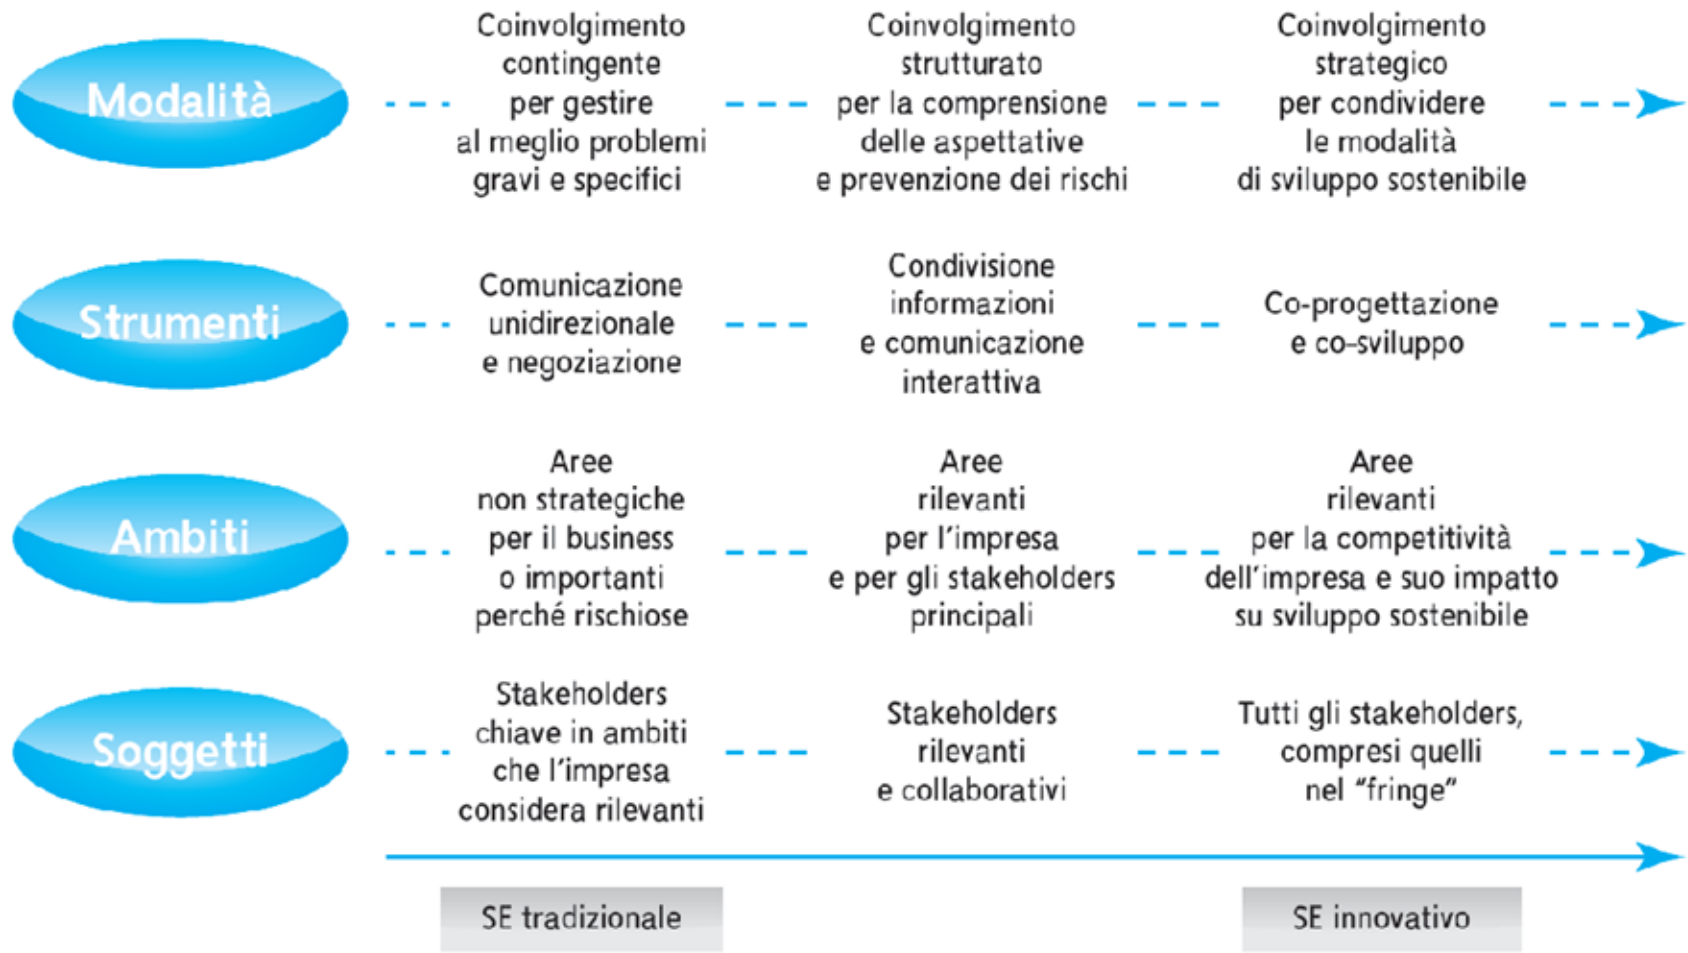 Modalità
Coinvolgimento
contingente
per gestire
al meglio problemi
gravi e specifici
Coinvolgimento
strutturato
per la comprensione
delle aspettative
e prevenzione dei rischi
Coinvolgimento
strategico
per condividere
le modalità
di sviluppo sostenibile
Strumenti
Comunicazione
unidirezionale
e negoziazione
Condivisione
informazioni
e comunicazione
interattiva
Co-progettazione
e co-sviluppo
Ambiti
Aree
non strategiche
per il business
o importanti
perché rischiose
Aree
rilevanti
per l'impresa
e per gli stakeholders
principali
Aree
rilevanti
per la competitività
dell'impresa e suo impatto
su sviluppo sostenibile
Soggetti
Stakeholders
chiave in ambiti
che l'impresa
considera rilevanti
Stakeholders
rilevanti
e collaborativi
Tutti gli stakeholders,
compresi quelli
nel “fringe”
SE tradizionale
SE innovativo